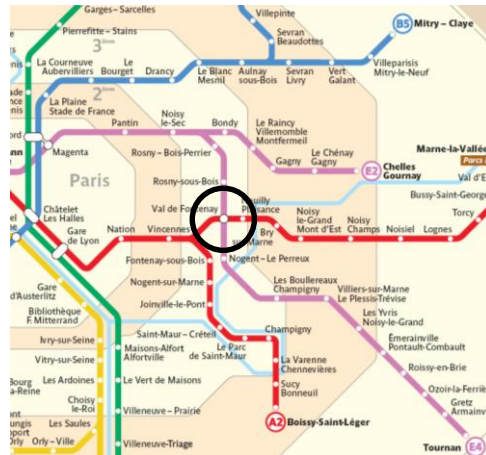 Garges – Sarcelles
Pierrefitte – Stains
Villepinte
B5 Mitry – Claye
3
Sevran
Beaudottes
La Courneuve
Aubervilliers
Le
Bourget
Drancy
Le Blanc
Mesnil
Aulnay
sous-Bois
Sevran
Livry
Vert
Galant
Villeparisis
Mitry-le-Neuf
2
La Plaine
Stade de France
Pantin
Noisy
le-Sec
Bondy
Le Raincy
Villemomble
Montfermeil
Magenta
Rosny – Bois-Perrier
Gagny
Le Chénay
Gagny
E2 Chelles
Gournay
Marne-la-Vallée
Parcs
Val d'E
Paris
Rosny-sous-Bois
Bussy-Saint-George
Châtelet
Les Halles
Val de Fontenay
Neuilly
Plaisance
Torcy
Gare
de Lyon
Nation
Vincennes
Bry
sur-Marne
Noisy
le-Grand
Mont d'Est
Noisy
Champs
Noisiel
Lognes
Fontenay-sous-Bois
Nogent – Le Perreux
Gare
d'Austerlitz
Nogent-sur-Marne
Les Boullereaux
Champigny
Villiers-sur-Marne
Le Plessis-Trévise
Bibliothèque
F. Mitterrand
Joinville-le-Pont
Les Yvris
Noisy-le-Grand
Ivry-sur-Seine
Saint-Maur – Créteil
Champigny
Émerainville
Pontault-Combault
Maisons-Alfort
Alfortville
Le Parc
de Saint-Maur
Vitry-sur-Seine
La Varenne
Chennevières
Roissy-en-Brie
Les Ardoines
Le Vert de Maisons
Sucy
Bonneuil
Ozoir-la-Ferriè
Choisy
le-Roi
Villeneuve – Prairie
Gretz
Armainv
Les Saules
A2 Boissy-Saint-Léger
Orly – Ville
Villeneuve-Triage
Tournan E4